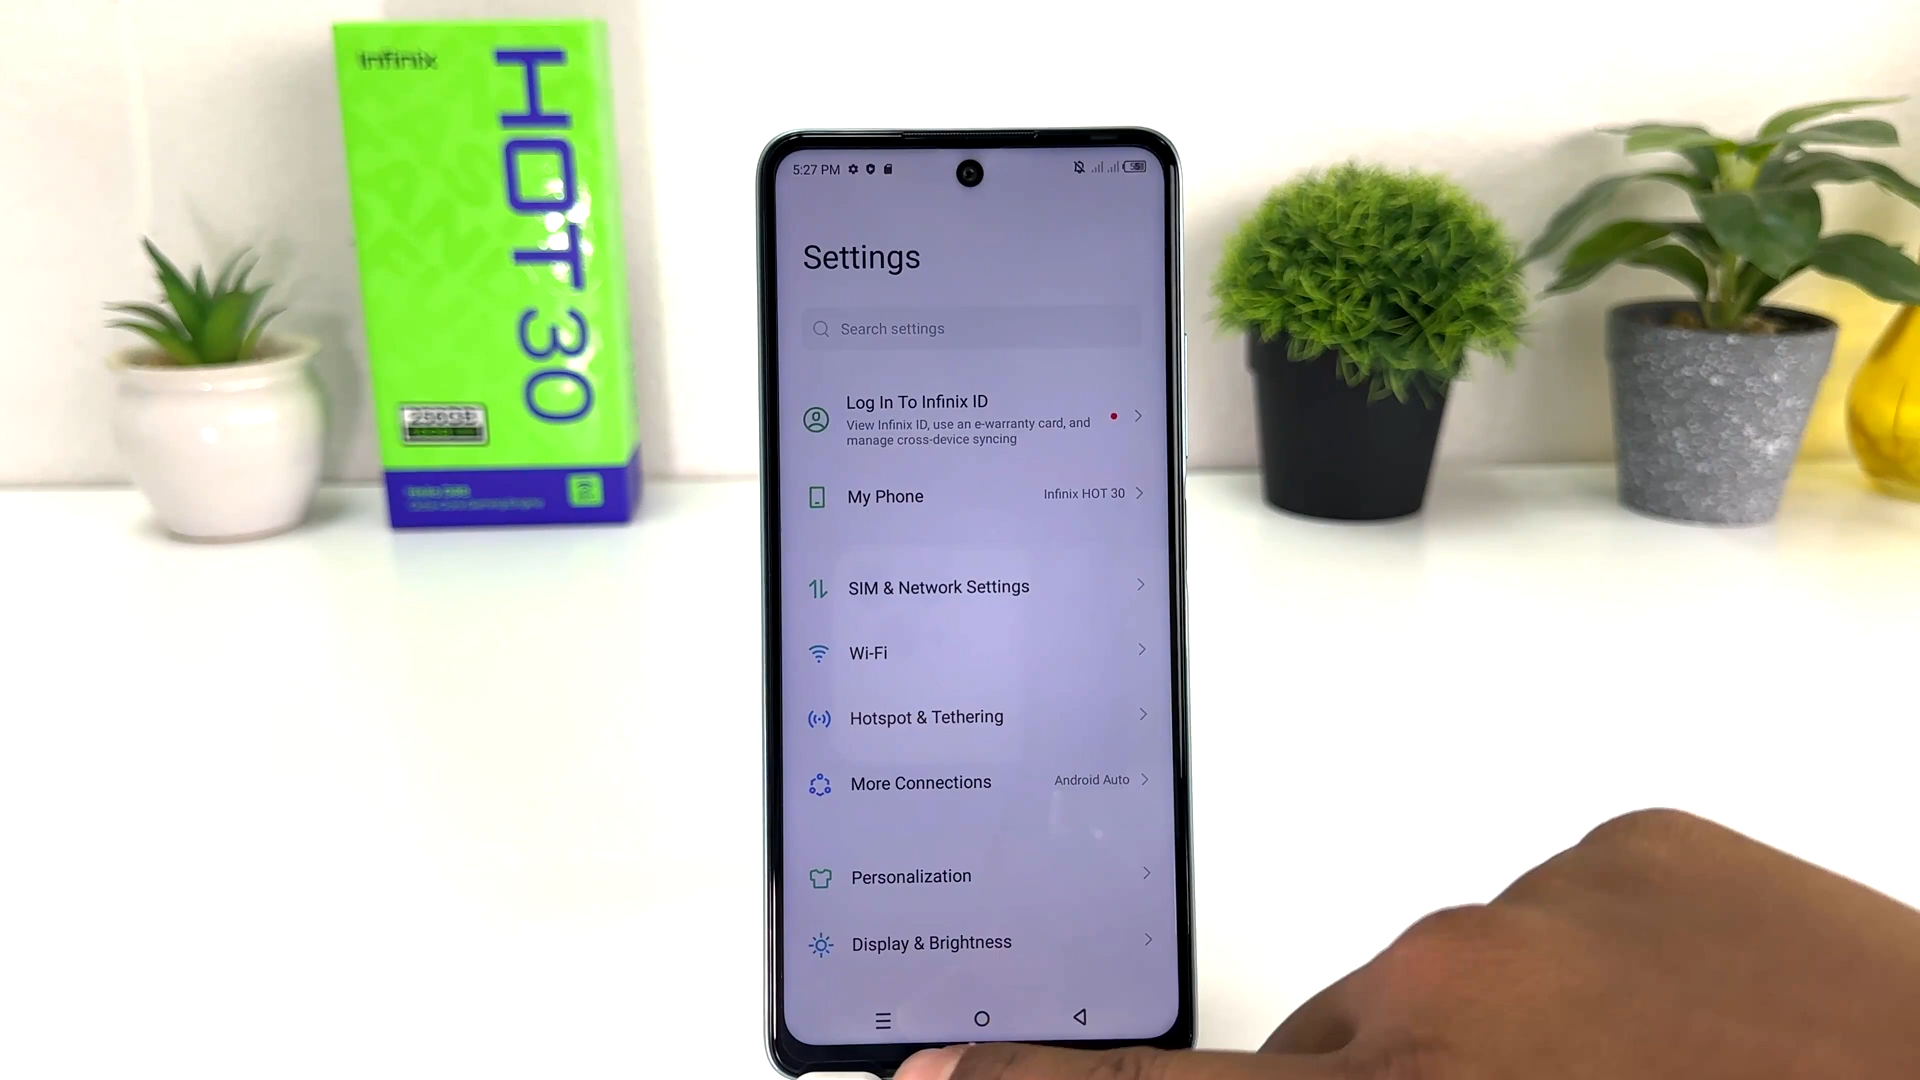 Infinix
HOT 30
256GB
5:27 PM
Settings
Search settings
Log In To Infinix ID
View Infinix ID, use an e-warranty card, and
manage cross-device syncing
My Phone
Infinix HOT 30
SIM & Network Settings
Wi-Fi
Hotspot & Tethering
More Connections
Android Auto
Personalization
Display & Brightness